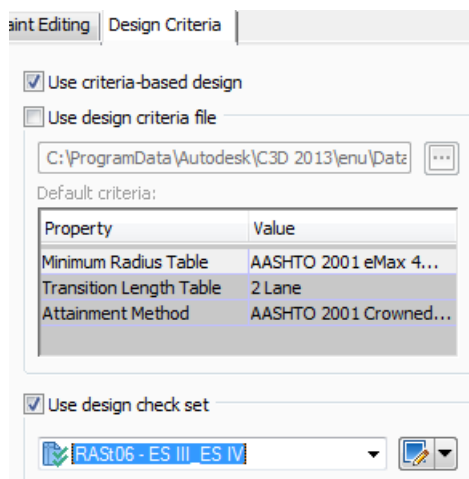 aint Editing Design Criteria
Use criteria-based design
Use design criteria file
C:\ProgramData\Autodesk\C3D 2013\enu\Data
...
Default criteria:
Property Value
Minimum Radius Table AASHTO 2001 eMax 4...
Transition Length Table 2 Lane
Attainment Method AASHTO 2001 Crowned...
Use design check set
RASt06 - ES III_ES IV